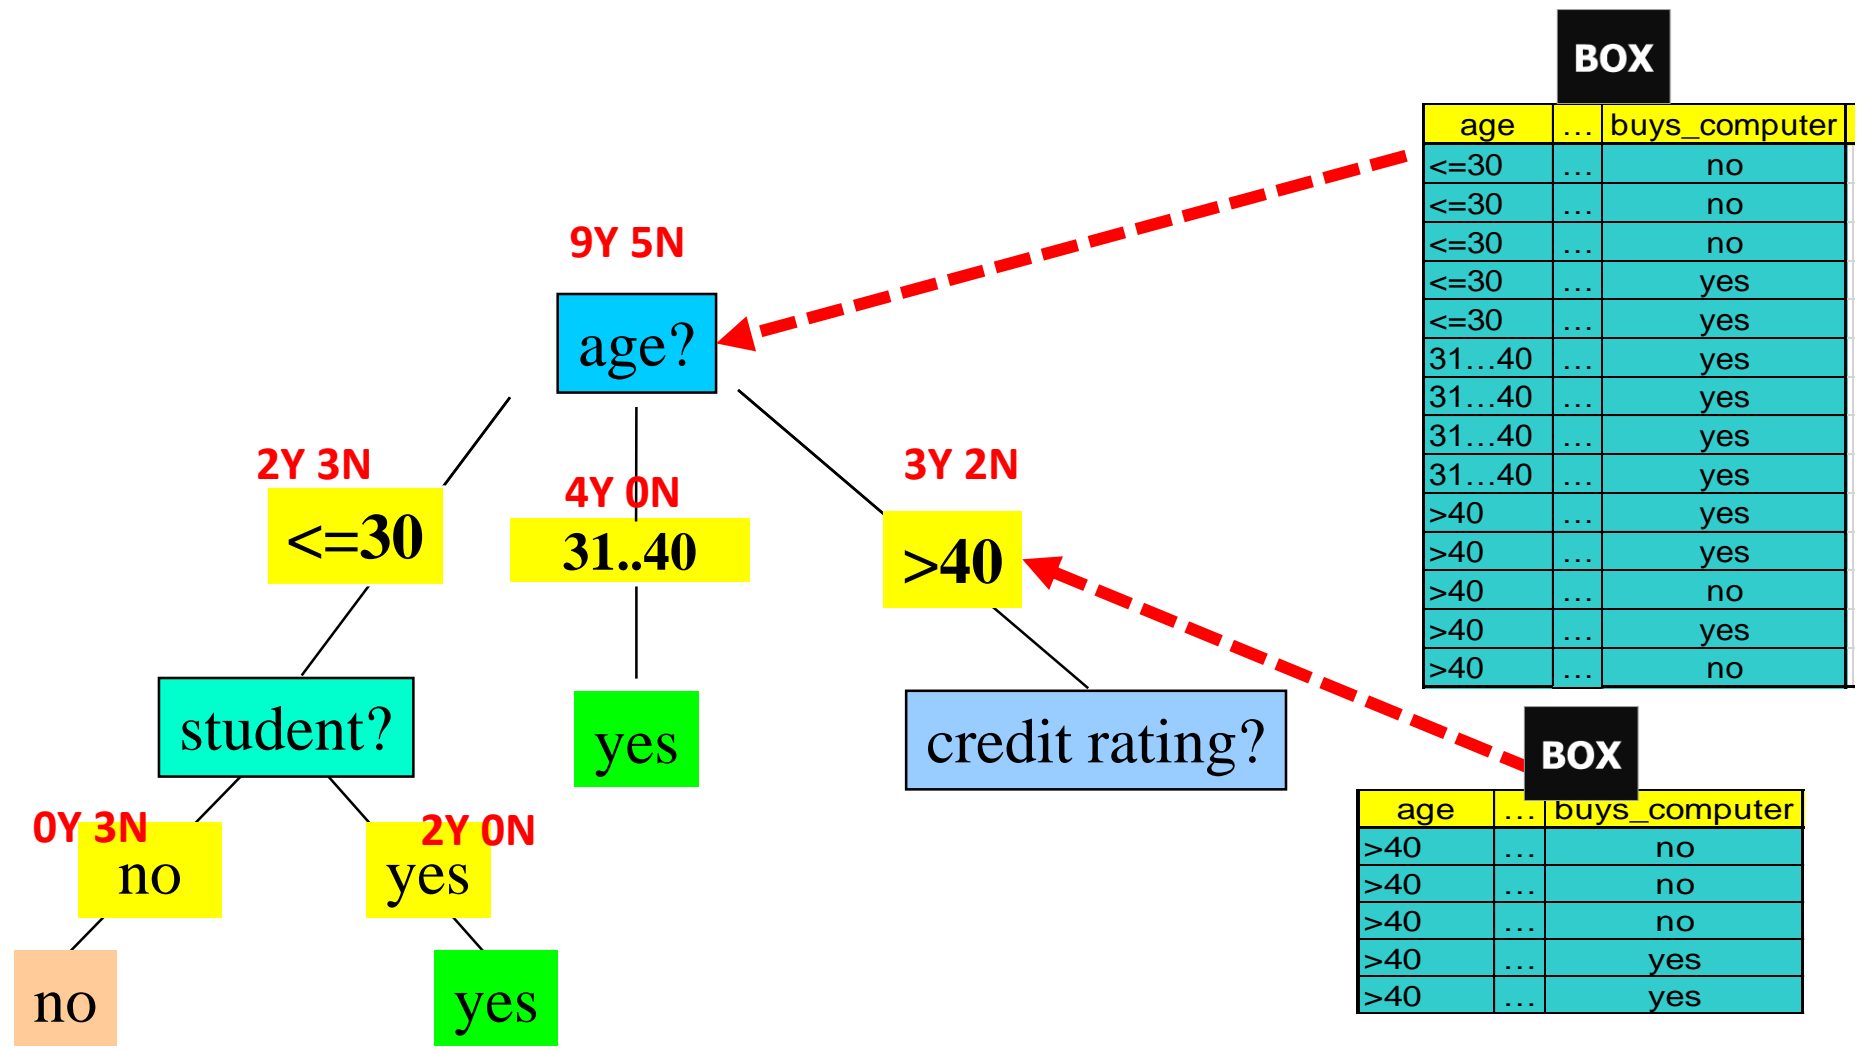 BOX
age … buys_computer
<=30 … no
<=30 … no
<=30 … no
<=30 … yes
<=30 … yes
31…40 … yes
31…40 … yes
31…40 … yes
31…40 … yes
>40 … yes
>40 … yes
>40 … no
>40 … yes
>40 … no
9Y 5N
age?
2Y 3N
4Y 0N
3Y 2N
<=30
31..40
>40
student?
yes
credit rating?
0Y 3N
2Y 0N
no
yes
no
yes
BOX
age … buys_computer
>40 … no
>40 … no
>40 … no
>40 … yes
>40 … yes